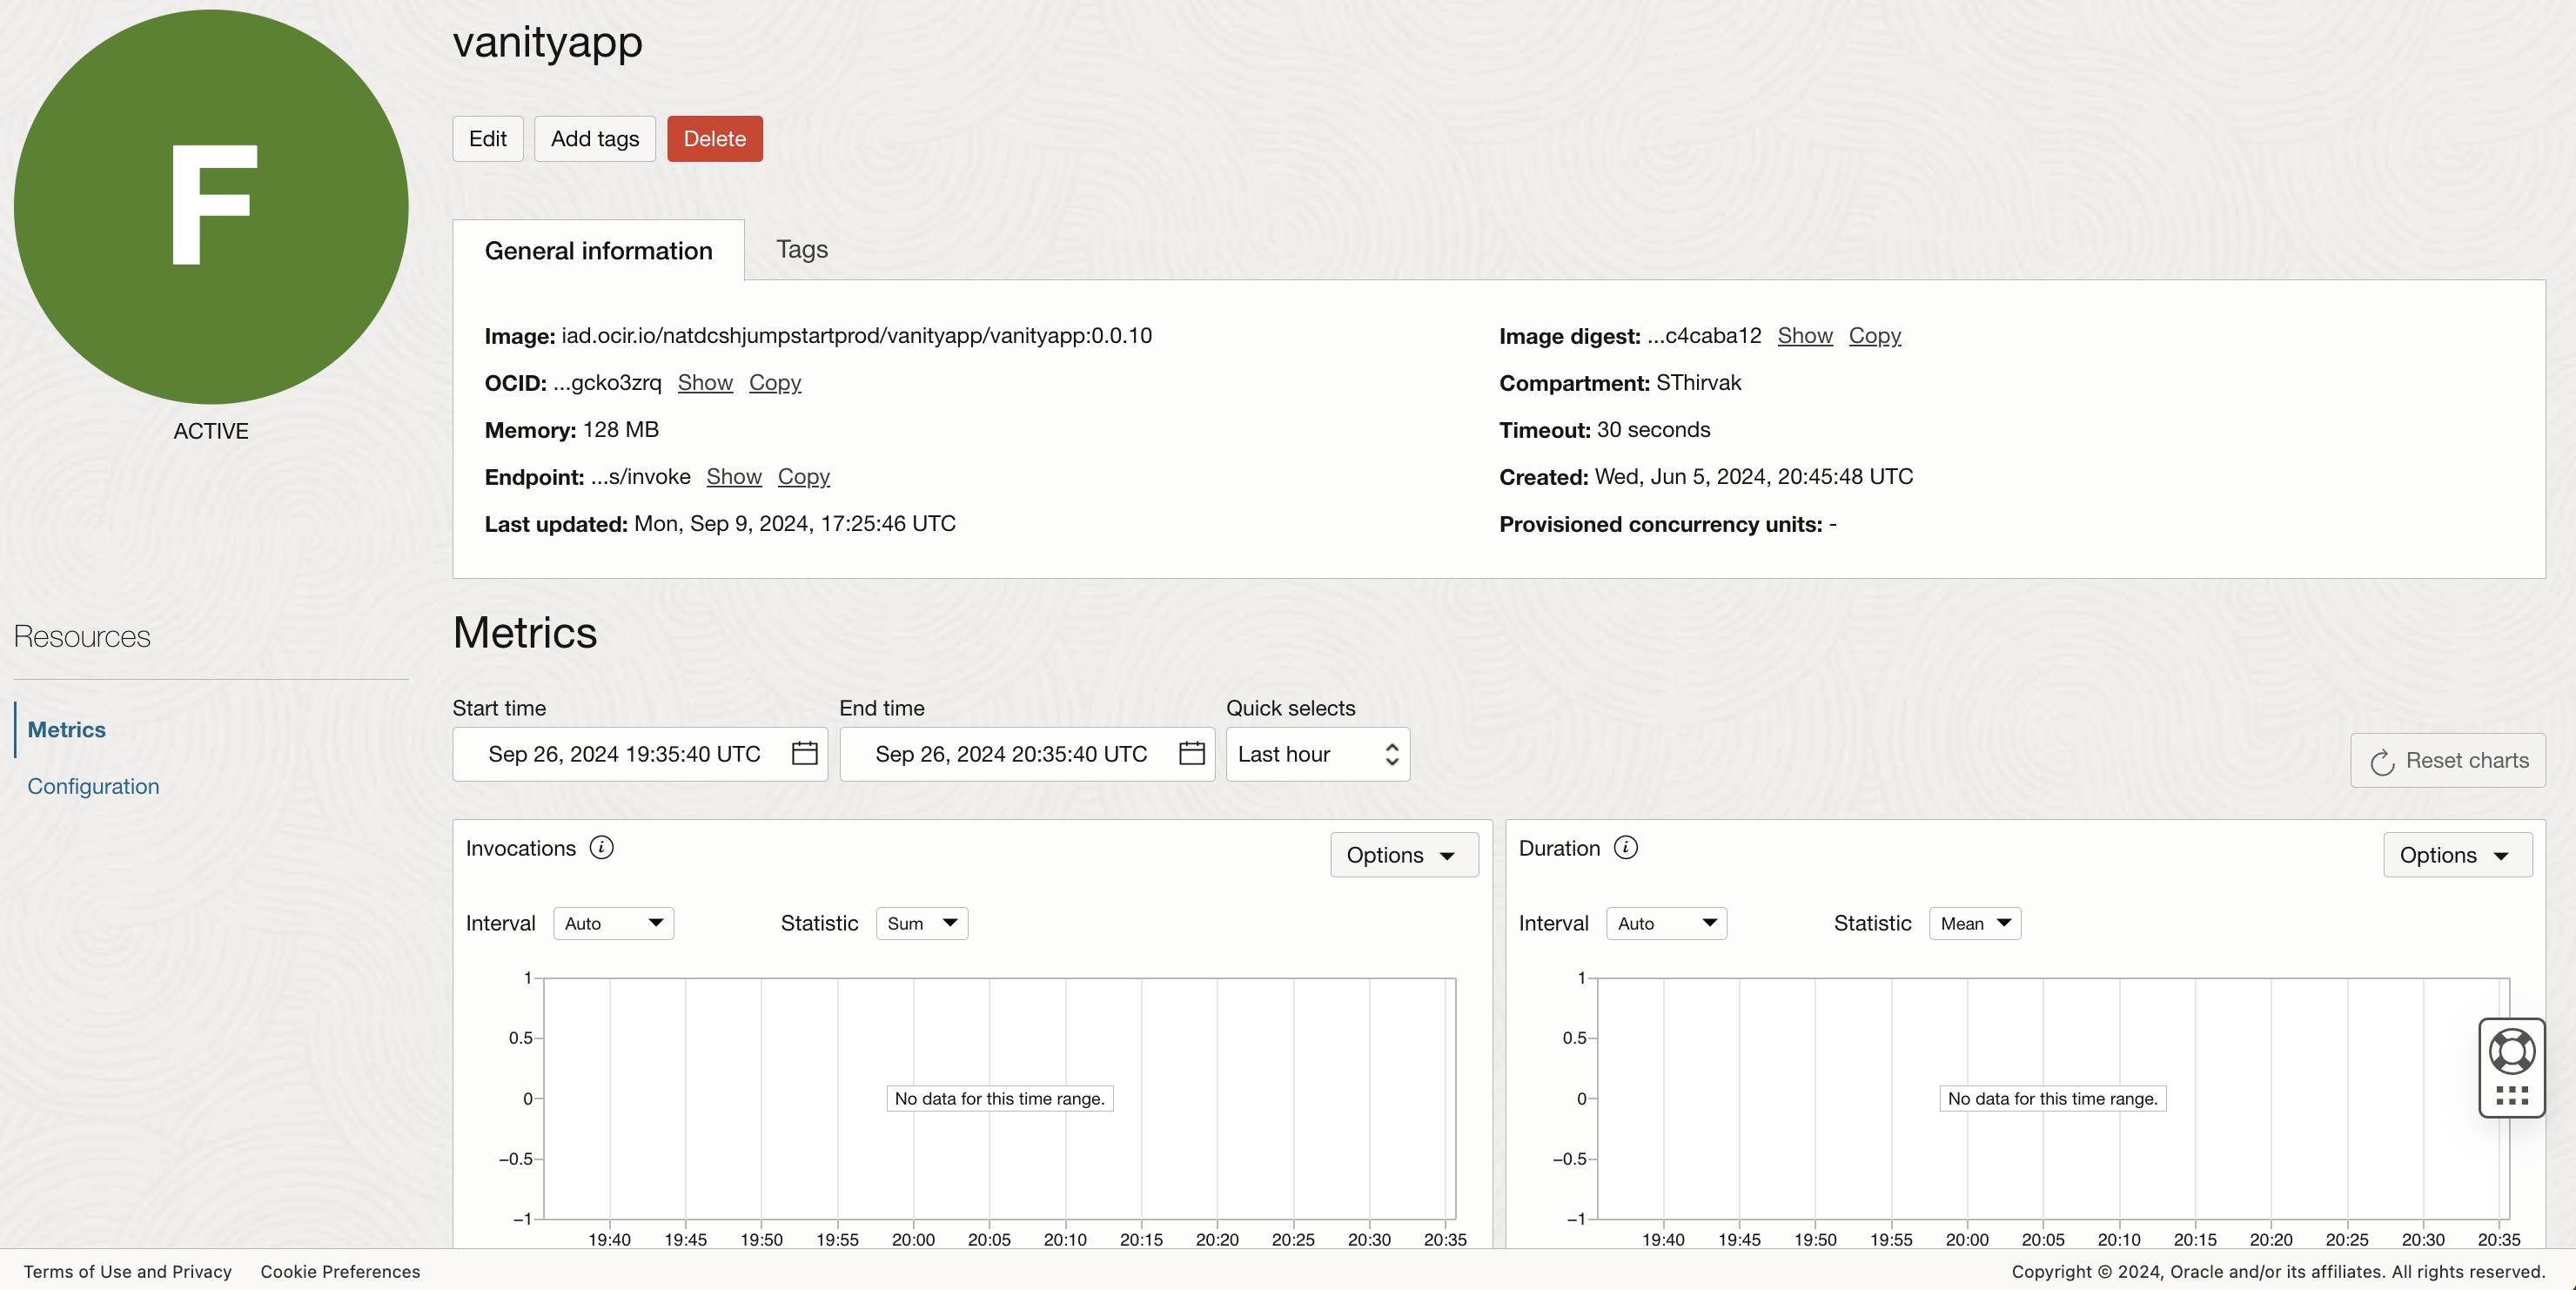 F
ACTIVE
vanityapp
Edit
Add tags
Delete
General information
Tags
Image: iad.ocir.io/natdcshjumpstartprod/vanityapp/vanityapp:0.0.10
OCID: ...gcko3zrq Show Copy
Memory: 128 MB
Endpoint: ...s/invoke Show Copy
Last updated: Mon, Sep 9, 2024, 17:25:46 UTC
Image digest: ...c4caba12 Show Copy
Compartment: SThirvak
Timeout: 30 seconds
Created: Wed, Jun 5, 2024, 20:45:48 UTC
Provisioned concurrency units: -
Resources
Metrics
Configuration
Metrics
Start time
Sep 26, 2024 19:35:40 UTC
End time
Sep 26, 2024 20:35:40 UTC
Quick selects
Last hour
Reset charts
Invocations
Options
Interval Auto
Statistic Sum
1
0.5
0
−0.5
−1
No data for this time range.
19:40 19:45 19:50 19:55 20:00 20:05 20:10 20:15 20:20 20:25 20:30 20:35
Duration
Options
Interval Auto
Statistic Mean
1
0.5
0
−0.5
−1
No data for this time range.
19:40 19:45 19:50 19:55 20:00 20:05 20:10 20:15 20:20 20:25 20:30 20:35
Terms of Use and Privacy
Cookie Preferences
Copyright © 2024, Oracle and/or its affiliates. All rights reserved.